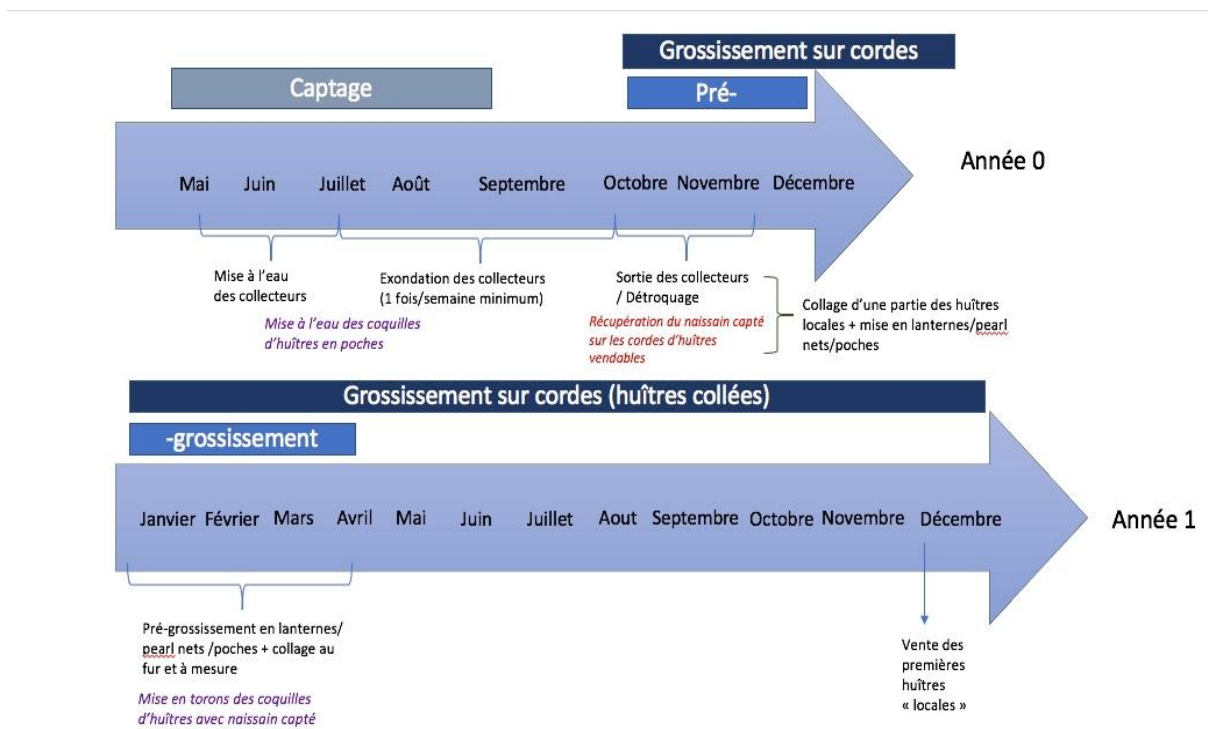 Grossissement sur cordes
Captage
Pré-
Année 0
Mai Juin Juillet Août Septembre Octobre Novembre Décembre
Mise à l'eau
des collecteurs
Mise à l'eau des coquilles
d'huîtres en poches
Exondation des collecteurs
(1 fois/semaine minimum)
Sortie des collecteurs
/ Détroquage
Récupération du naissain capté
sur les cordes d'huîtres
vendables
Collage d'une partie des huîtres
locales + mise en lanternes/pearl
nets/poches
Grossissement sur cordes (huîtres collées)
-grossissement
Janvier Février Mars Avril Mai Juin Juillet Aout Septembre Octobre Novembre Décembre
Année 1
Pré-grossissement en lanternes/
pearl nets /poches + collage au
fur et à mesure
Mise en torons des coquilles
d'huîtres avec naissain capté
Vente des
premières
huîtres
« locales »